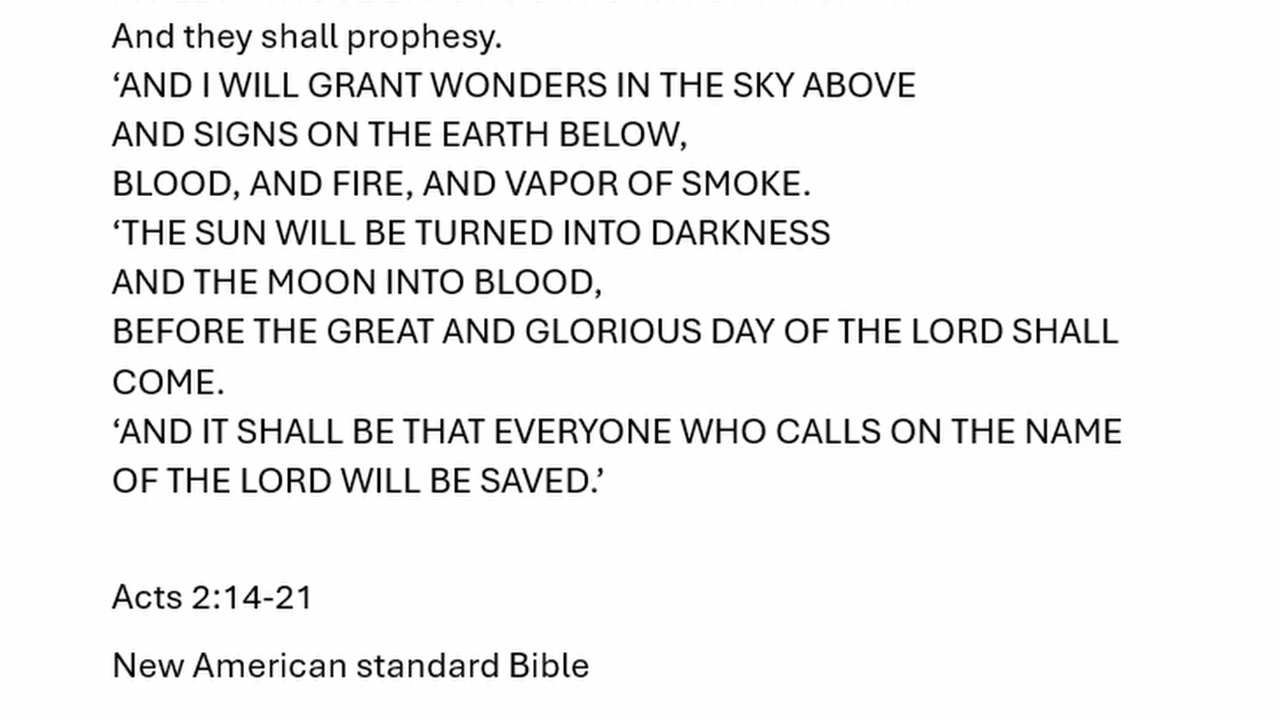 And they shall prophesy.
‘AND I WILL GRANT WONDERS IN THE SKY ABOVE
AND SIGNS ON THE EARTH BELOW,
BLOOD, AND FIRE, AND VAPOR OF SMOKE.
‘THE SUN WILL BE TURNED INTO DARKNESS
AND THE MOON INTO BLOOD,
BEFORE THE GREAT AND GLORIOUS DAY OF THE LORD SHALL
COME.
‘AND IT SHALL BE THAT EVERYONE WHO CALLS ON THE NAME
OF THE LORD WILL BE SAVED.’
Acts 2:14-21
New American standard Bible